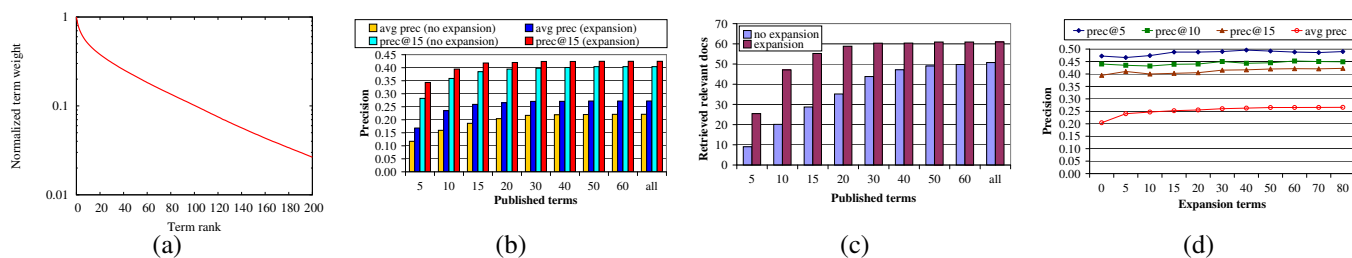 Normalized term weight
1
0.1
0.01
0 20 40 60 80 100 120 140 160 180 200
Term rank
(a)
avg prec (no expansion) avg prec (expansion)
prec@15 (no expansion) prec@15 (expansion)
Precision
0.50
0.45
0.40
0.35
0.30
0.25
0.20
0.15
0.10
0.05
0.00
5 10 15 20 30 40 50 60 all
Published terms
(b)
no expansion
expansion
Retrieved relevant docs
70
60
50
40
30
20
10
0
5 10 15 20 30 40 50 60 all
Published terms
(c)
prec@5 prec@10 prec@15 avg prec
Precision
0.50
0.45
0.40
0.35
0.30
0.25
0.20
0.15
0.10
0.05
0.00
0 5 10 15 20 30 40 50 60 70 80
Expansion terms
(d)